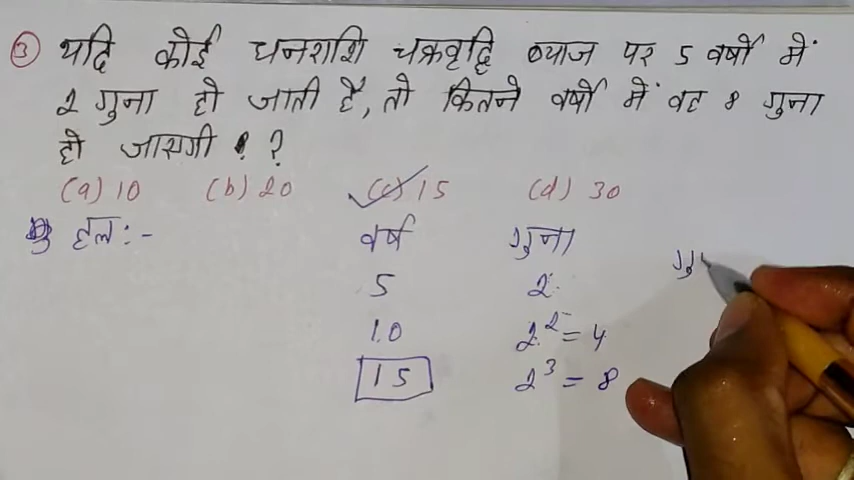 ③ यदि कोई धनराशि चक्रवृद्धि ब्याज पर 5 वर्षों में
2 गुना हो जाती है, तो कितने वर्षों में वह 8 गुना
हो जाएगी ?
(a) 10 (b) 20 (c) 15 (d) 30
हल :- वर्ष गुना
5 2
10 2² = 4
15 2³ = 8